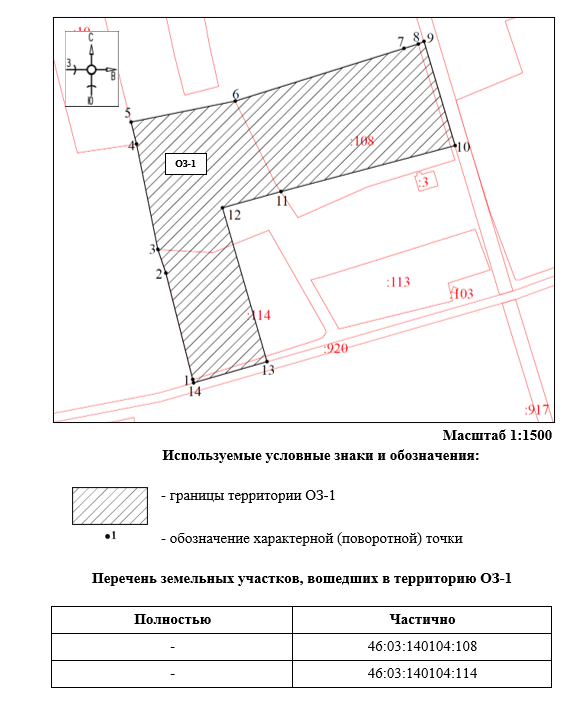 С
З
В
Ю
5
6
7
8
9
4
ОЗ-1
:108
10
:3
11
12
3
2
:113
:103
:114
:920
13
1
14
:917
Масштаб 1:1500
Используемые условные знаки и обозначения:
- границы территории ОЗ-1
1
- обозначение характерной (поворотной) точки
Перечень земельных участков, вошедших в территорию ОЗ-1
Полностью Частично
- 46:03:140104:108
- 46:03:140104:114